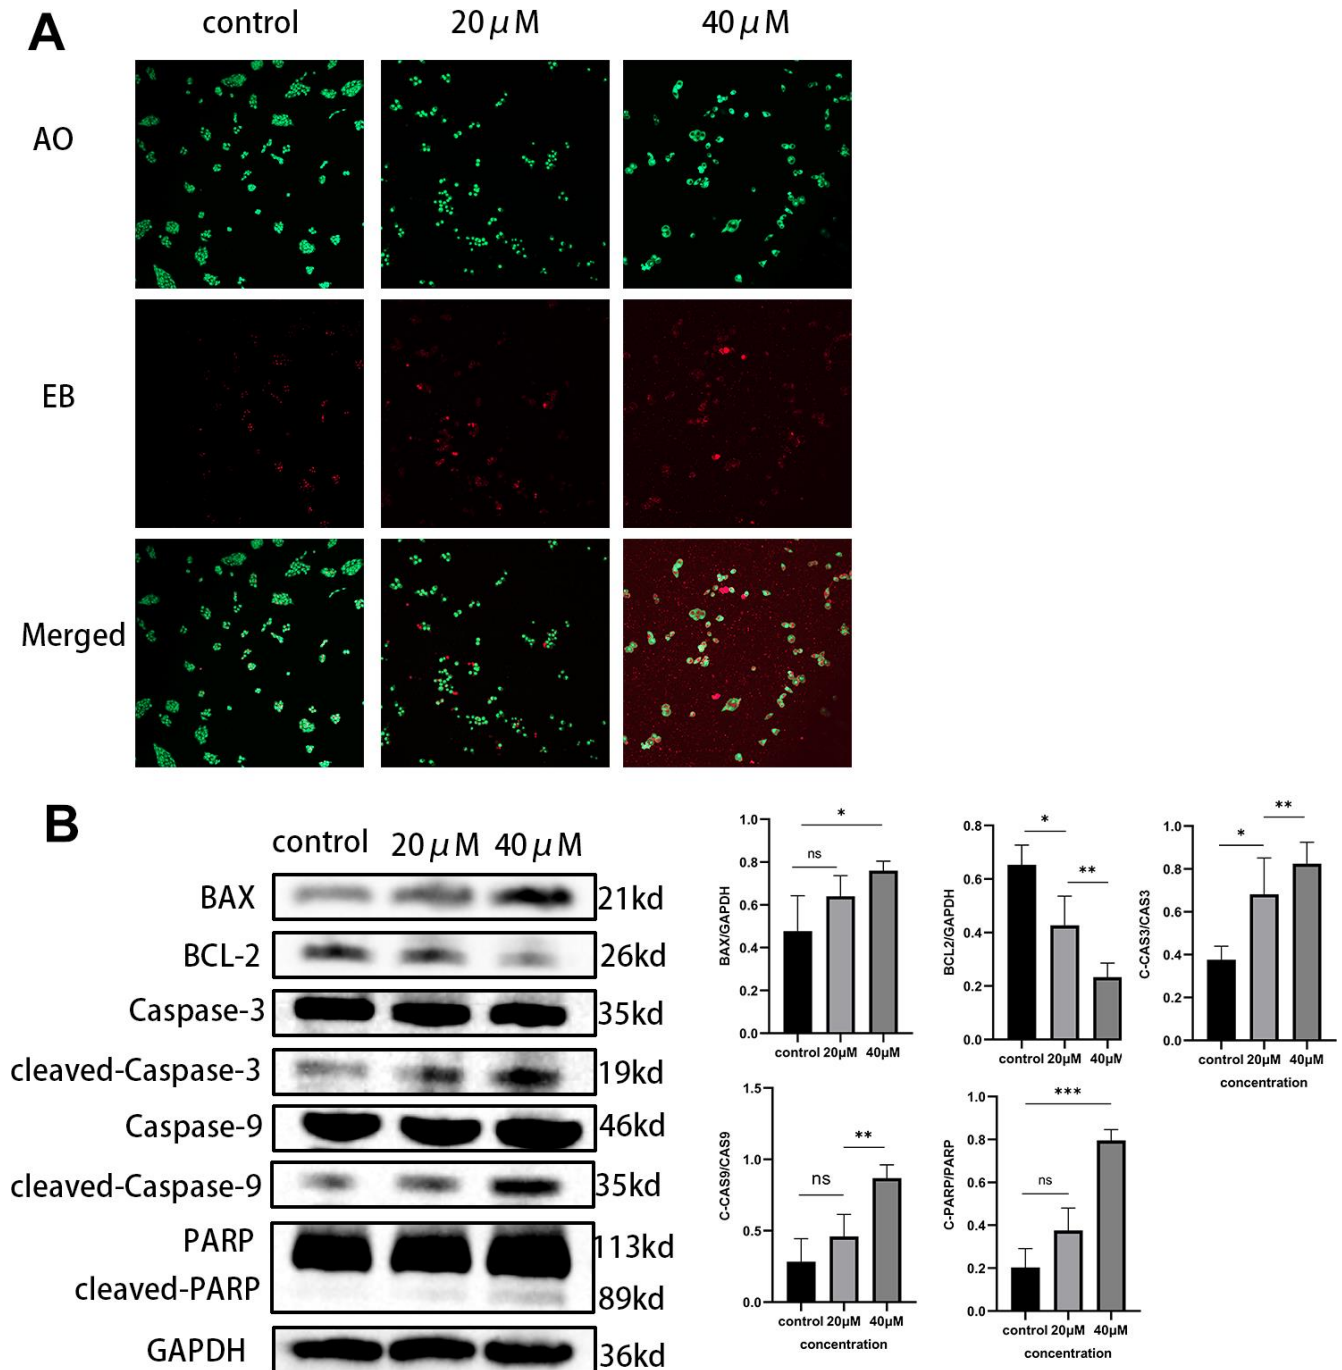 A
control 20μM 40μM
AO
EB
Merged
B
control 20μM 40μM
BAX 21kd
BCL-2 26kd
Caspase-3 35kd
cleaved-Caspase-3 19kd
Caspase-9 46kd
cleaved-Caspase-9 35kd
PARP 113kd
cleaved-PARP 89kd
GAPDH 36kd
BAX/GAPDH
1.0
0.8
0.6
0.4
0.2
0.0
ns
*
control 20μM 40μM
BCL2/GAPDH
0.8
0.6
0.4
0.2
0.0
*
**
control 20μM 40μM
C-CAS3/CAS3
1.0
0.8
0.6
0.4
0.2
0.0
*
**
control 20μM 40μM
concentration
C-CAS9/CAS9
1.5
1.0
0.5
0.0
ns
**
control 20μM 40μM
concentration
C-PARP/PARP
1.0
0.8
0.6
0.4
0.2
0.0
ns
***
control 20μM 40μM
concentration